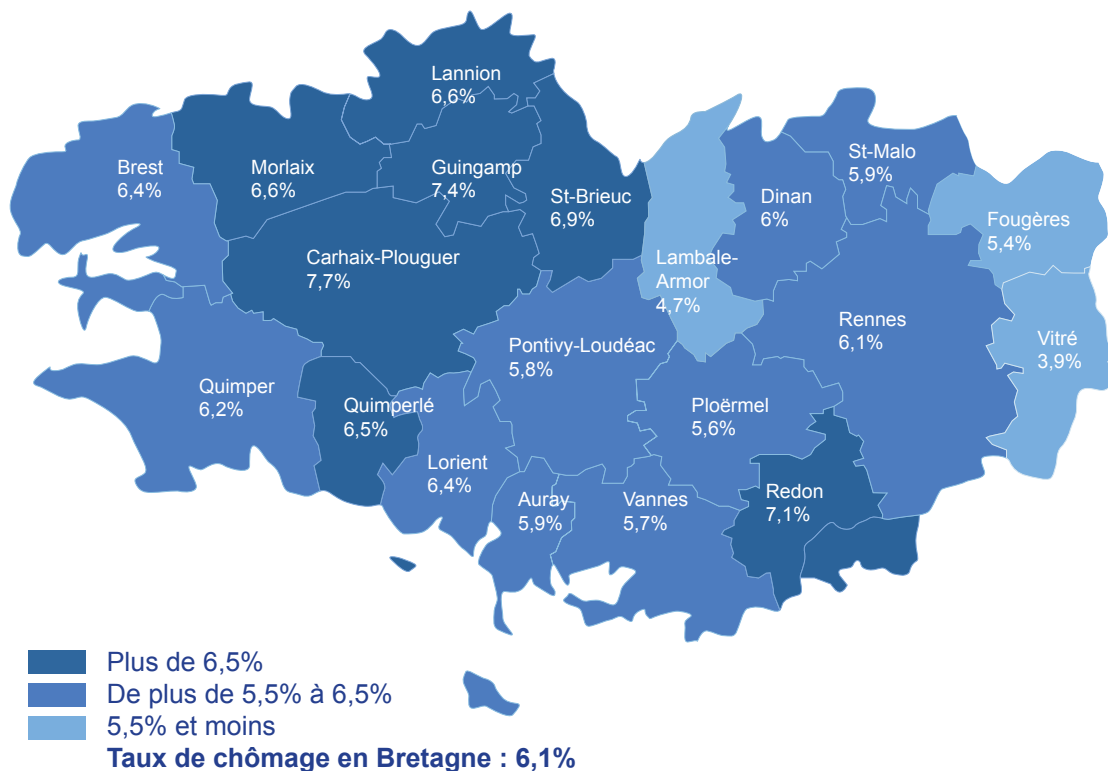 Lannion
6,6%
Brest
6,4%
Morlaix
6,6%
Guingamp
7,4%
St-Brieuc
6,9%
St-Malo
5,9%
Dinan
6%
Fougères
5,4%
Carhaix-Plouguer
7,7%
Lambale-
Armor
4,7%
Rennes
6,1%
Vitré
3,9%
Pontivy-Loudéac
5,8%
Quimper
6,2%
Quimperlé
6,5%
Ploërmel
5,6%
Lorient
6,4%
Auray
5,9%
Vannes
5,7%
Redon
7,1%
Plus de 6,5%
De plus de 5,5% à 6,5%
5,5% et moins
Taux de chômage en Bretagne : 6,1%